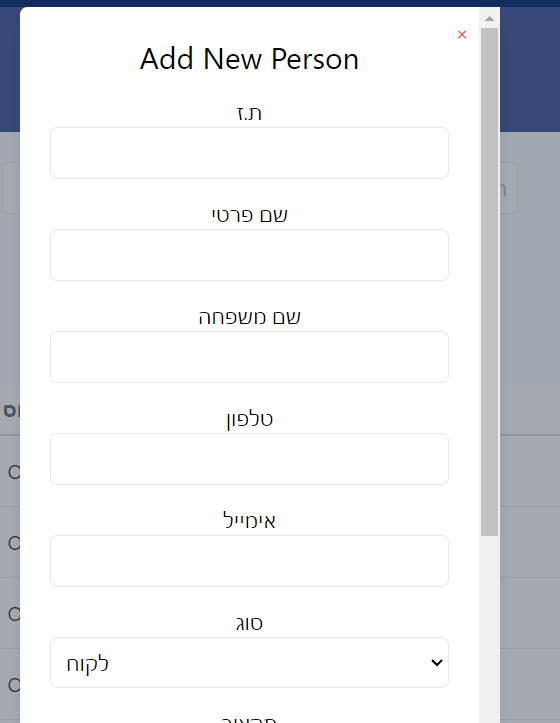 ×
Add New Person
ת.ז
שם פרטי
שם משפחה
טלפון
אימייל
סוג
לקוח